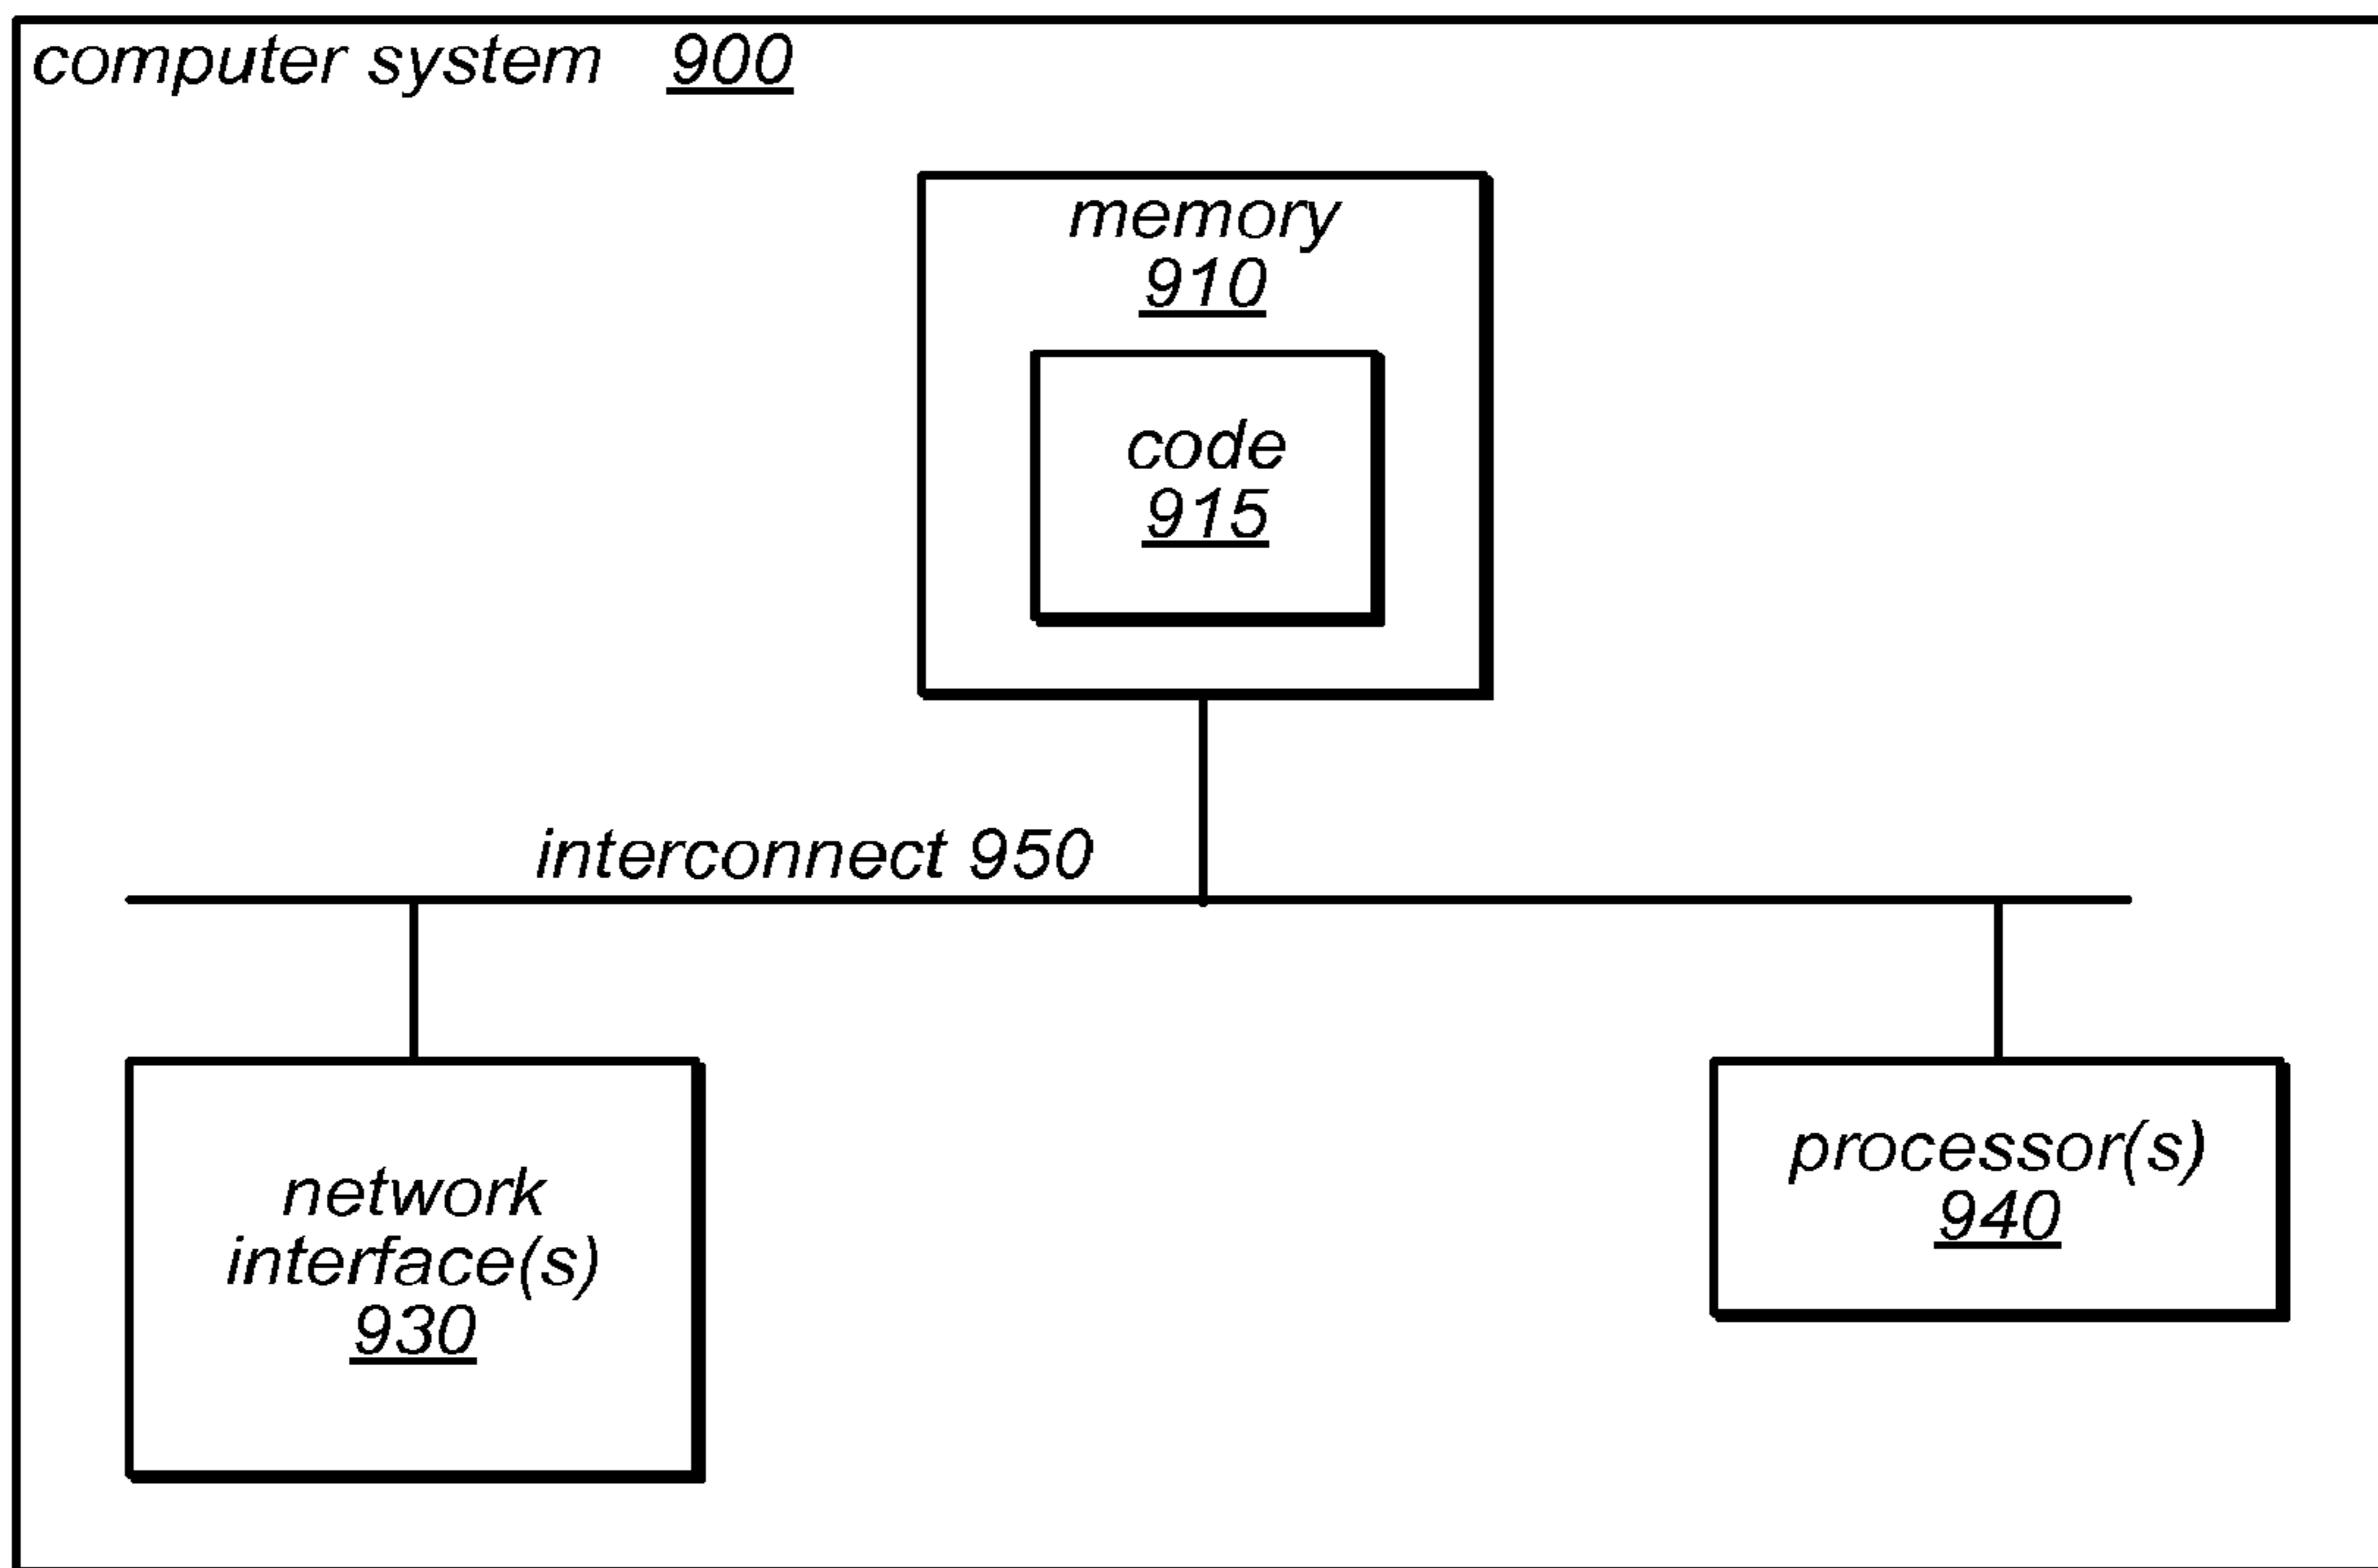 computer system 900
memory
910
code
915
interconnect 950
network
interface(s)
930
processor(s)
940